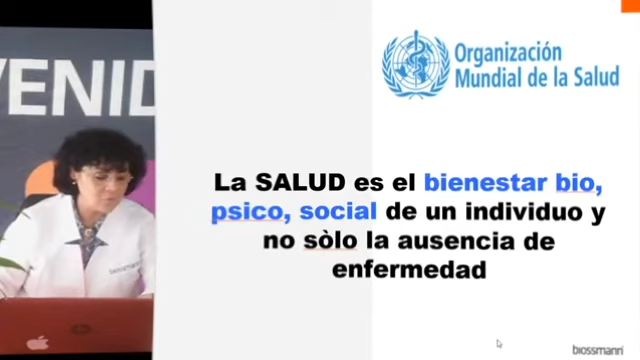 VENID
biossmann
Organización
Mundial de la Salud
La SALUD es el bienestar bio,
psico, social de un individuo y
no sòlo la ausencia de
enfermedad
biossmann